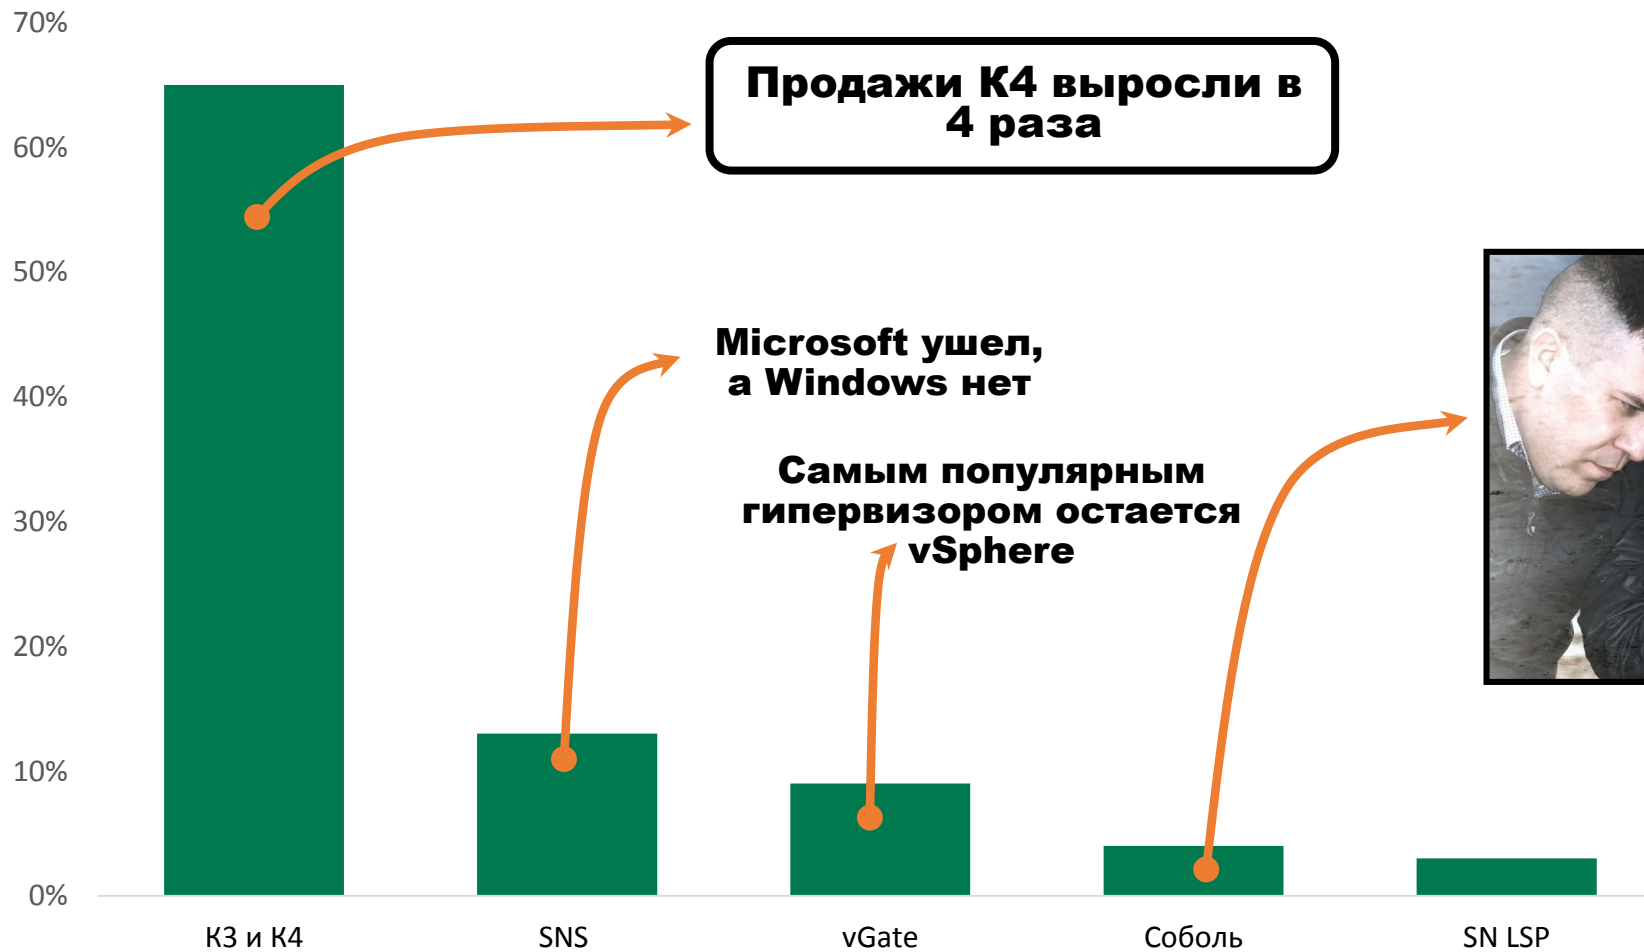 70%
60%
50%
40%
30%
20%
10%
0%
Продажи К4 выросли в
4 раза
Microsoft ушел,
а Windows нет
Самым популярным
гипервизором остается
vSphere
К3 и К4
SNS
vGate
Соболь
SN LSP